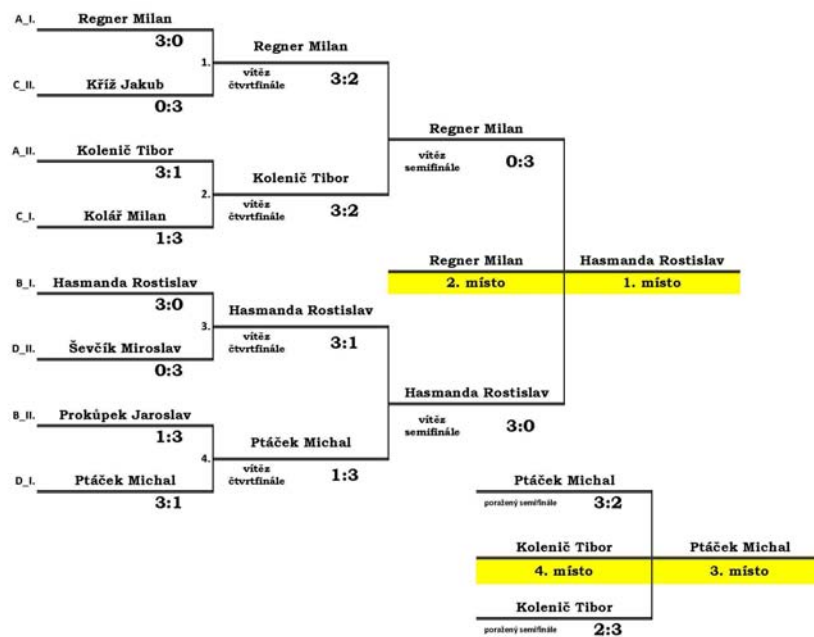 A_I. Regner Milan
3:0
1. Regner Milan
vítěz čtvrtfinále 3:2
C_II. Kříž Jakub
0:3
Regner Milan
vítěz semifinále 0:3
A_II. Kolenič Tibor
3:1
2. Kolenič Tibor
vítěz čtvrtfinále 3:2
C_I. Kolář Milan
1:3
Regner Milan Hasmanda Rostislav
2. místo 1. místo
B_I. Hasmanda Rostislav
3:0
3. Hasmanda Rostislav
vítěz čtvrtfinále 3:1
D_II. Ševčík Miroslav
0:3
Hasmanda Rostislav
vítěz semifinále 3:0
B_II. Prokůpek Jaroslav
1:3
4. Ptáček Michal
vítěz čtvrtfinále 1:3
D_I. Ptáček Michal
3:1
Ptáček Michal
poražený semifinále 3:2
Kolenič Tibor Ptáček Michal
4. místo 3. místo
Kolenič Tibor
poražený semifinále 2:3